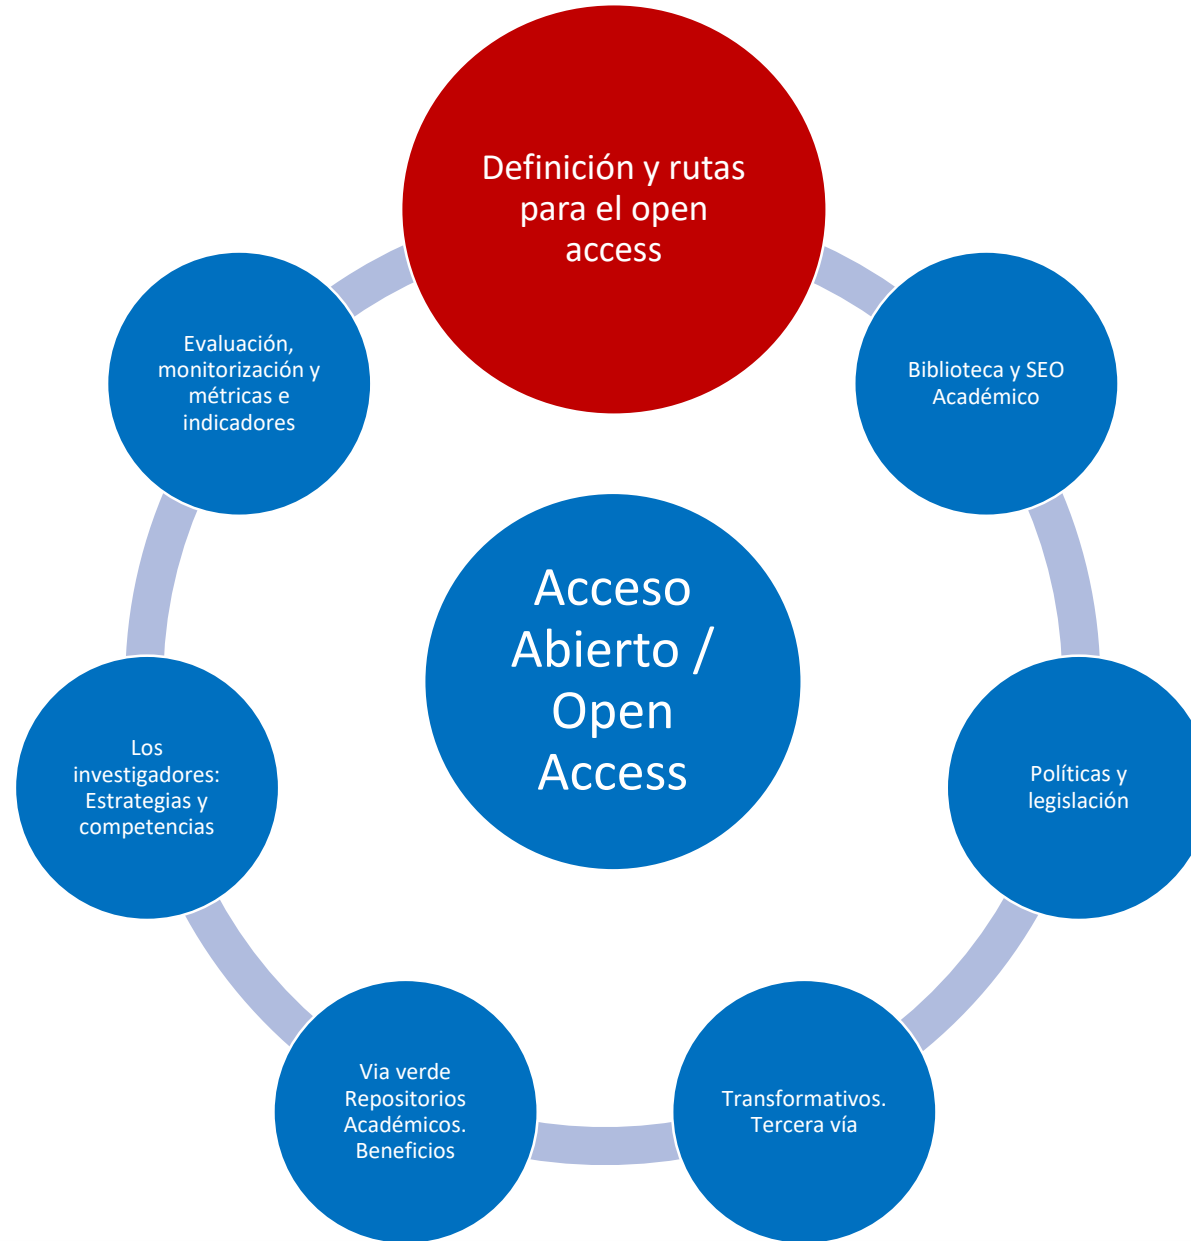 Definición y rutas
para el open
access
Biblioteca y SEO
Académico
Políticas y
legislación
Transformativos.
Tercera vía
Via verde
Repositorios
Académicos.
Beneficios
Los
investigadores:
Estrategias y
competencias
Evaluación,
monitorización y
métricas e
indicadores
Acceso
Abierto /
Open
Access